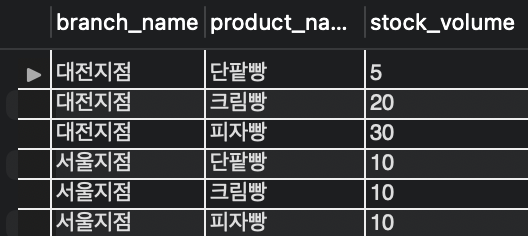 branch_name product_na... stock_volume
대전지점 단팥빵 5
대전지점 크림빵 20
대전지점 피자빵 30
서울지점 단팥빵 10
서울지점 크림빵 10
서울지점 피자빵 10